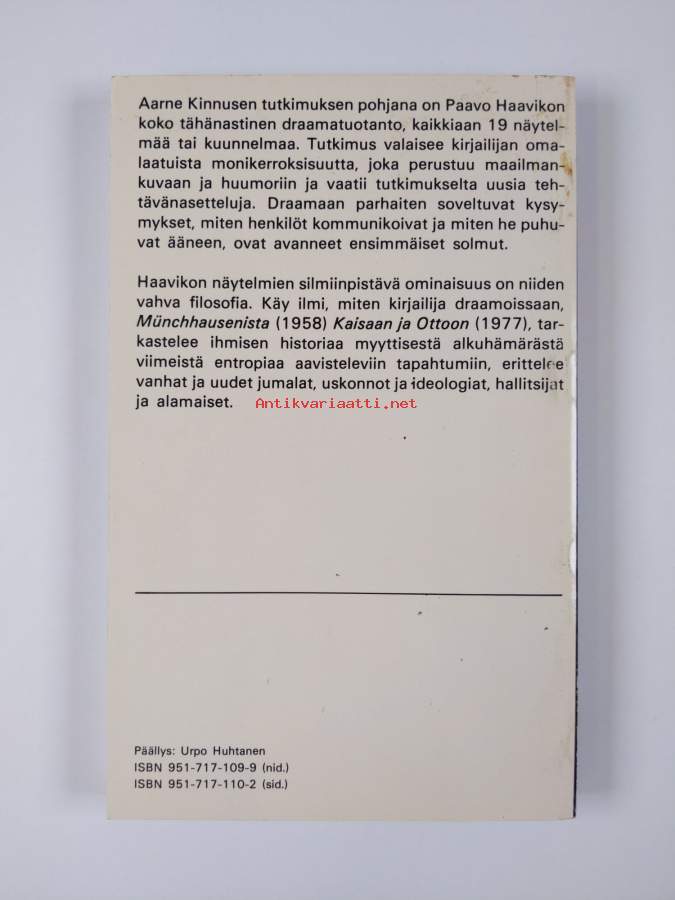 Aarne Kinnusen tutkimuksen pohjana on Paavo Haavikon
koko tähänastinen draamatuotanto, kaikkiaan 19 näytel-
mää tai kuunnelmaa. Tutkimus valaisee kirjailijan oma-
laatuista monikerroksisuutta, joka perustuu maailman-
kuvaan ja huumoriin ja vaatii tutkimukselta uusia teh-
tävänasetteluja. Draamaan parhaiten soveltuvat kysy-
mykset, miten henkilöt kommunikoivat ja miten he puhu-
vat ääneen, ovat avanneet ensimmäiset solmut.
Haavikon näytelmien silmiinpistävä ominaisuus on niiden
vahva filosofia. Käy ilmi, miten kirjailija draamoissaan,
Münchhausenista (1958) Kaisaan ja Ottoon (1977), tar-
kastelee ihmisen historiaa myyttisestä alkuhämärästä
viimeistä entropiaa aavisteleviin tapahtumiin, erittelee
vanhat ja uudet jumalat, uskonnot ja ideologiat, hallitsijat
ja alamaiset. Antikvariaatti.net
Päällys: Urpo Huhtanen
ISBN 951-717-109-9 (nid.)
ISBN 951-717-110-2 (sid.)